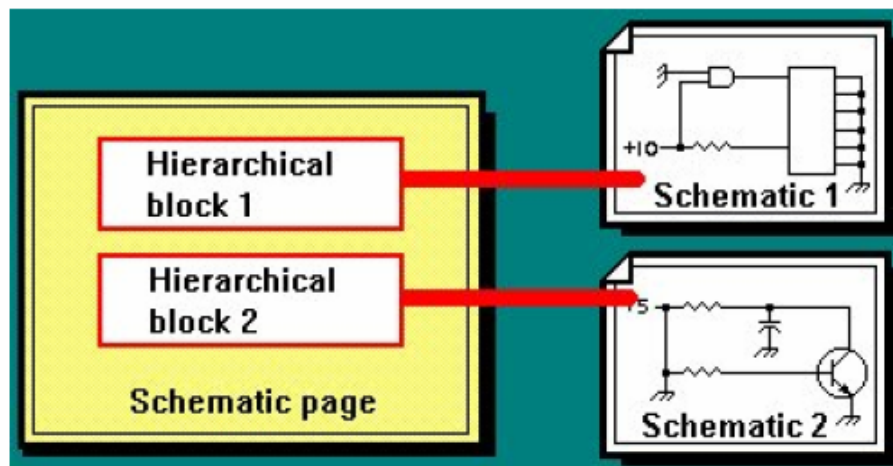 Hierarchical
block 1
Hierarchical
block 2
Schematic page
+10
Schematic 1
+5
Schematic 2